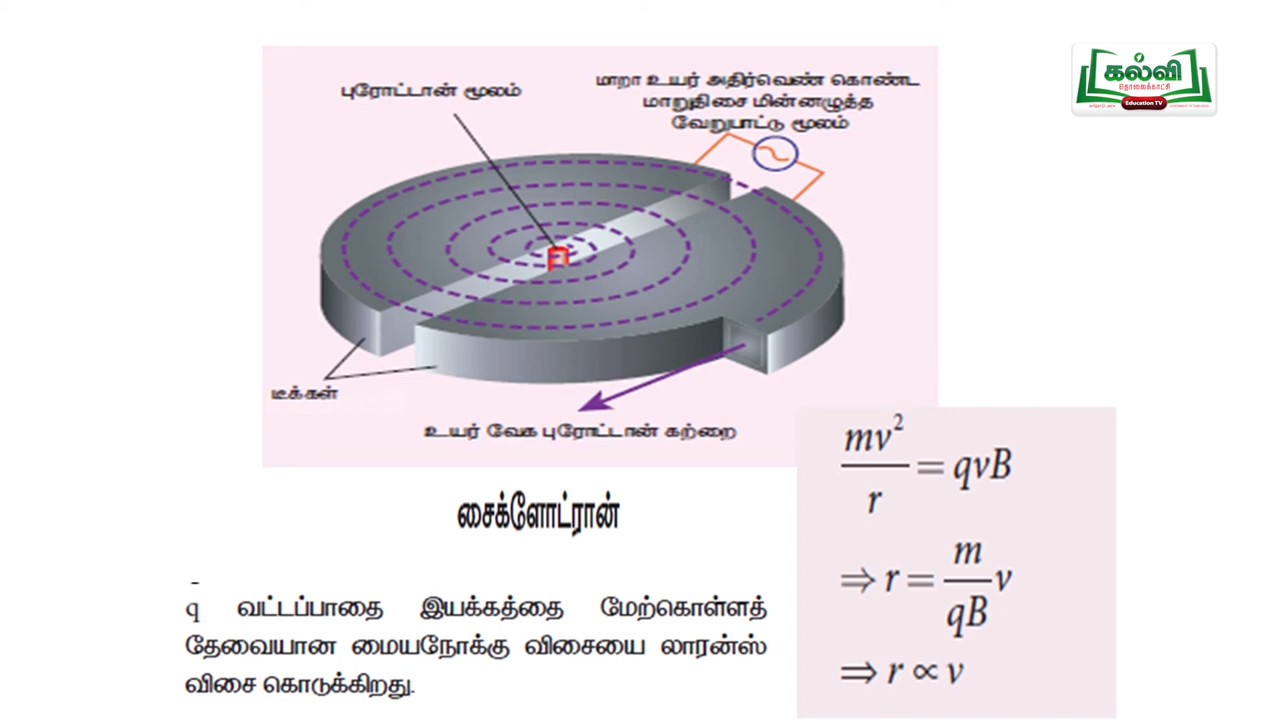 புரோட்டான் மூலம்
மாறா உயர் அதிர்வெண் கொண்ட
மாறுதிசை மின்னழுத்த
வேறுபாட்டு மூலம்
கல்வி
தொலைக்காட்சி
Education TV
டீக்கள்
உயர் வேக புரோட்டான் கற்றை
சைக்ளோட்ரான்
q வட்டப்பாதை இயக்கத்தை மேற்கொள்ளத்
தேவையான மையநோக்கு விசையை லாரன்ஸ்
விசை கொடுக்கிறது.
mv²/r = qvB
⇒ r = m/qB v
⇒ r ∝ v